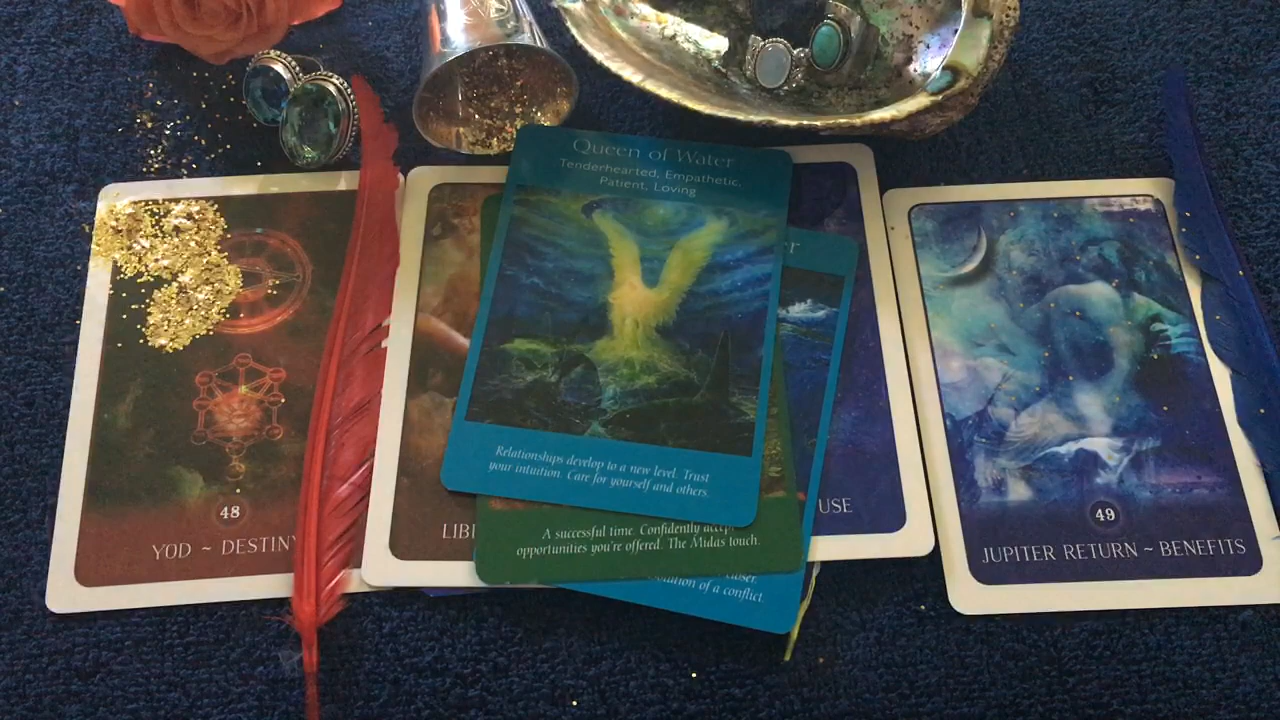 Queen of Water
Tenderhearted, Empathetic,
Patient, Loving
Relationships develop to a new level. Trust
your intuition. Care for yourself and others.
A successful time. Confidently accept
opportunities you're offered. The Midas touch.
of a conflict.
48
YOD ~ DESTINY
LIB
USE
49
JUPITER RETURN ~ BENEFITS